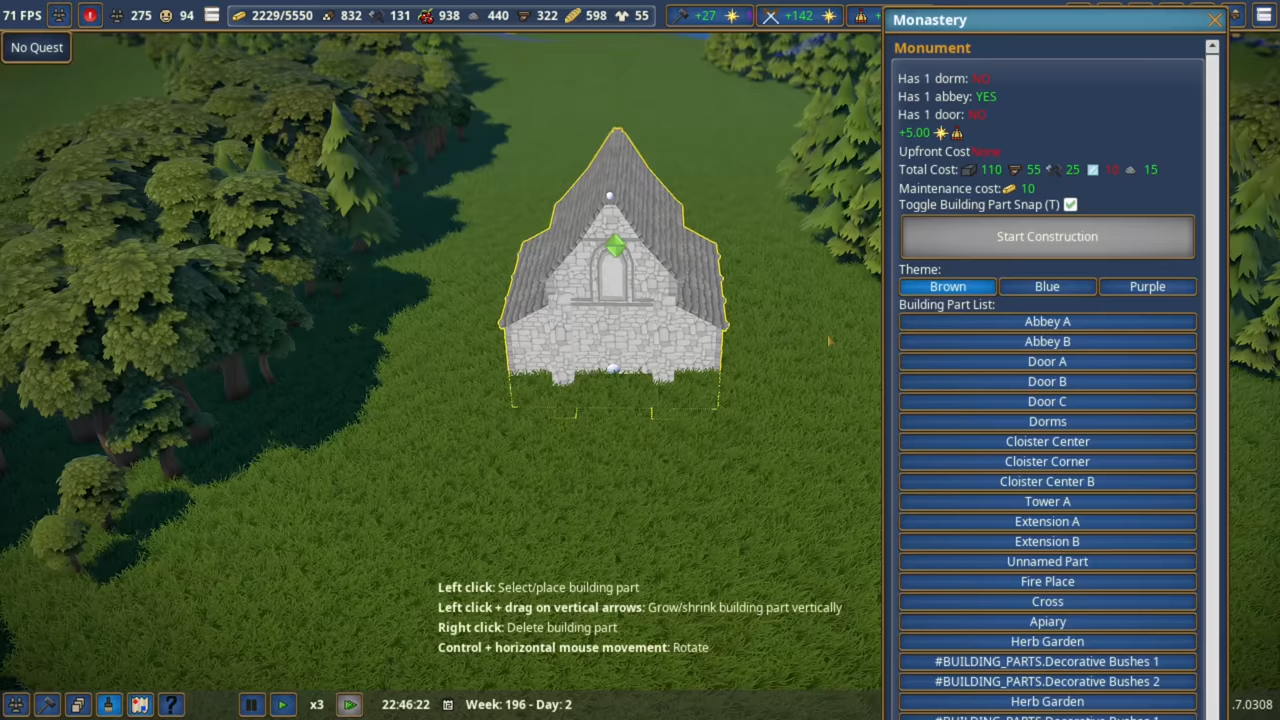 71 FPS 275 94 2229/5550 832 131 938 440 322 598 55 +27 +142 +
No Quest
Monastery
Monument
Has 1 dorm: NO
Has 1 abbey: YES
Has 1 door: NO
+5.00
Upfront CostNone
Total Cost: 110 55 25 10 15
Maintenance cost: 10
Toggle Building Part Snap (T)
Start Construction
Theme:
Brown Blue Purple
Building Part List:
Abbey A
Abbey B
Door A
Door B
Door C
Dorms
Cloister Center
Cloister Corner
Cloister Center B
Tower A
Extension A
Extension B
Unnamed Part
Fire Place
Cross
Apiary
Herb Garden
#BUILDING_PARTS.Decorative Bushes 1
#BUILDING_PARTS.Decorative Bushes 2
Herb Garden
#BUILDING_PARTS.Decorative Bushes 1
Left click: Select/place building part
Left click + drag on vertical arrows: Grow/shrink building part vertically
Right click: Delete building part
Control + horizontal mouse movement: Rotate
? x3 22:46:22 Week: 196 - Day: 2
.7.0308